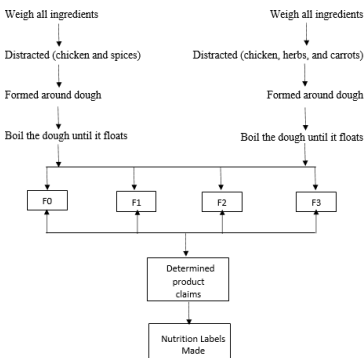 Weigh all ingredients
Weigh all ingredients
Distracted (chicken and spices)
Distracted (chicken, herbs, and carrots)
Formed around dough
Formed around dough
Boil the dough until it floats
Boil the dough until it floats
F0
F1
F2
F3
Determined
product
claims
Nutrition Labels
Made